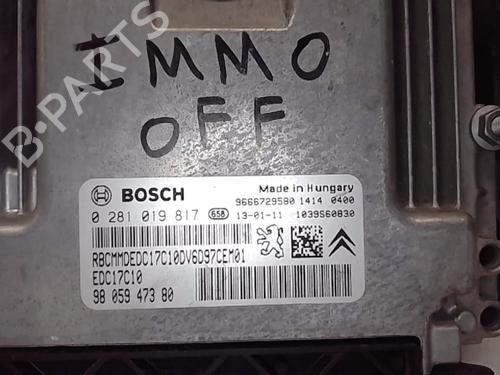 IMMO
OFF
B-PARTS
BOSCH
Made in Hungary
9666729580 1414 0400
0 281 019 817 658 13-01-11 1039S60830
RBCMMDEDC17C10DV6D97CEM01
EDC17C10
98 059 473 80